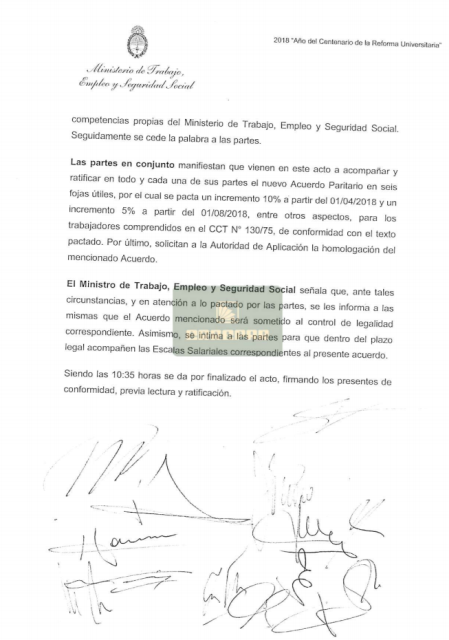 2018 "Año del Centenario de la Reforma Universitaria"
Ministerio de Trabajo,
Empleo y Seguridad Social
competencias propias del Ministerio de Trabajo, Empleo y Seguridad Social.
Seguidamente se cede la palabra a las partes.
Las partes en conjunto manifiestan que vienen en este acto a acompañar y
ratificar en todo y cada una de sus partes el nuevo Acuerdo Paritario en seis
fojas útiles, por el cual se pacta un incremento 10% a partir del 01/04/2018 y un
incremento 5% a partir del 01/08/2018, entre otros aspectos, para los
trabajadores comprendidos en el CCT N° 130/75, de conformidad con el texto
pactado. Por último, solicitan a la Autoridad de Aplicación la homologación del
mencionado Acuerdo.
El Ministro de Trabajo, Empleo y Seguridad Social señala que, ante tales
circunstancias, y en atención a lo pactado por las partes, se les informa a las
mismas que el Acuerdo mencionado será sometido al control de legalidad
correspondiente. Asimismo, se intima a las partes para que dentro del plazo
legal acompañen las Escalas Salariales correspondientes al presente acuerdo.
Siendo las 10:35 horas se da por finalizado el acto, firmando los presentes de
conformidad, previa lectura y ratificación.